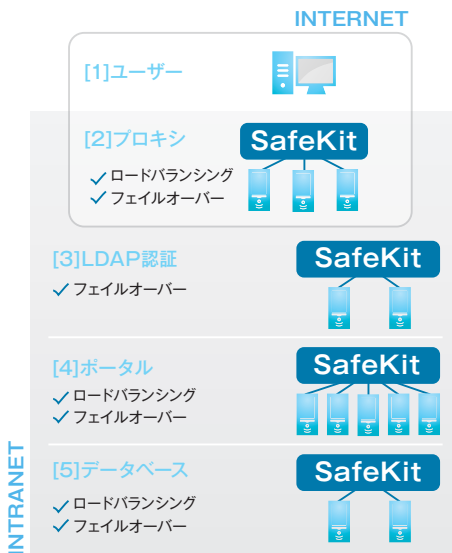 INTERNET
[1]ユーザー
[2]プロキシ
SafeKit
ロードバランシング
フェイルオーバー
[3]LDAP認証
SafeKit
フェイルオーバー
[4]ポータル
SafeKit
ロードバランシング
フェイルオーバー
[5]データベース
SafeKit
ロードバランシング
フェイルオーバー
INTRANET